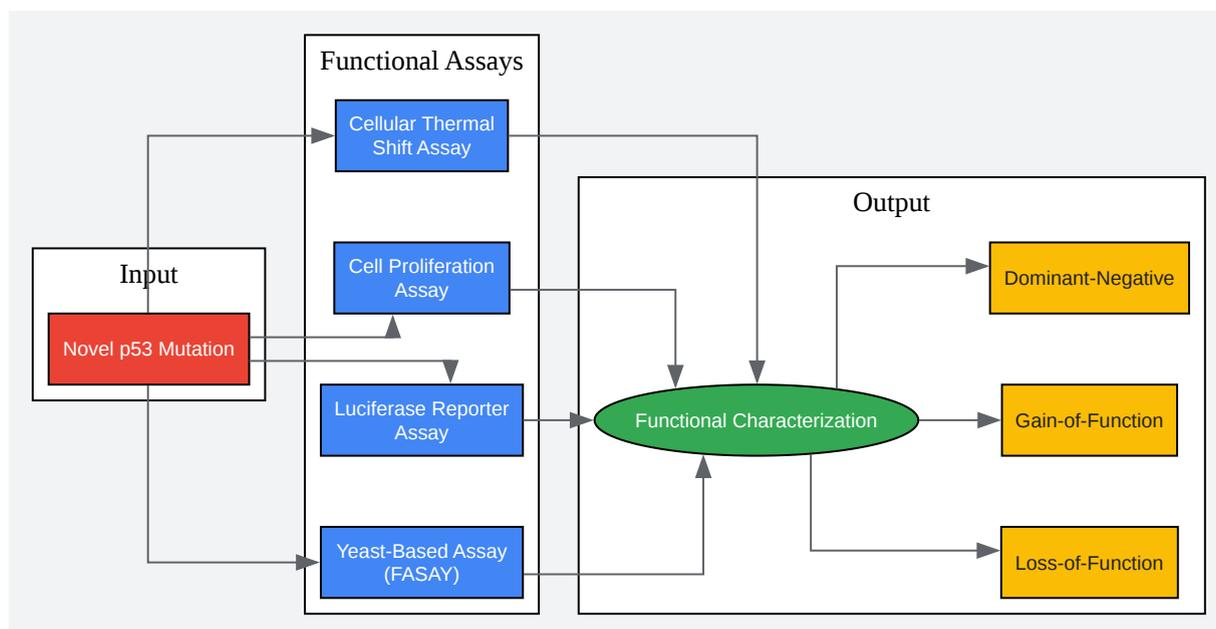 Functional Assays
Cellular Thermal
Shift Assay
Output
Input
Cell Proliferation
Assay
Dominant-Negative
Novel p53 Mutation
Luciferase Reporter
Assay
Functional Characterization
Gain-of-Function
Yeast-Based Assay
(FASAY)
Loss-of-Function